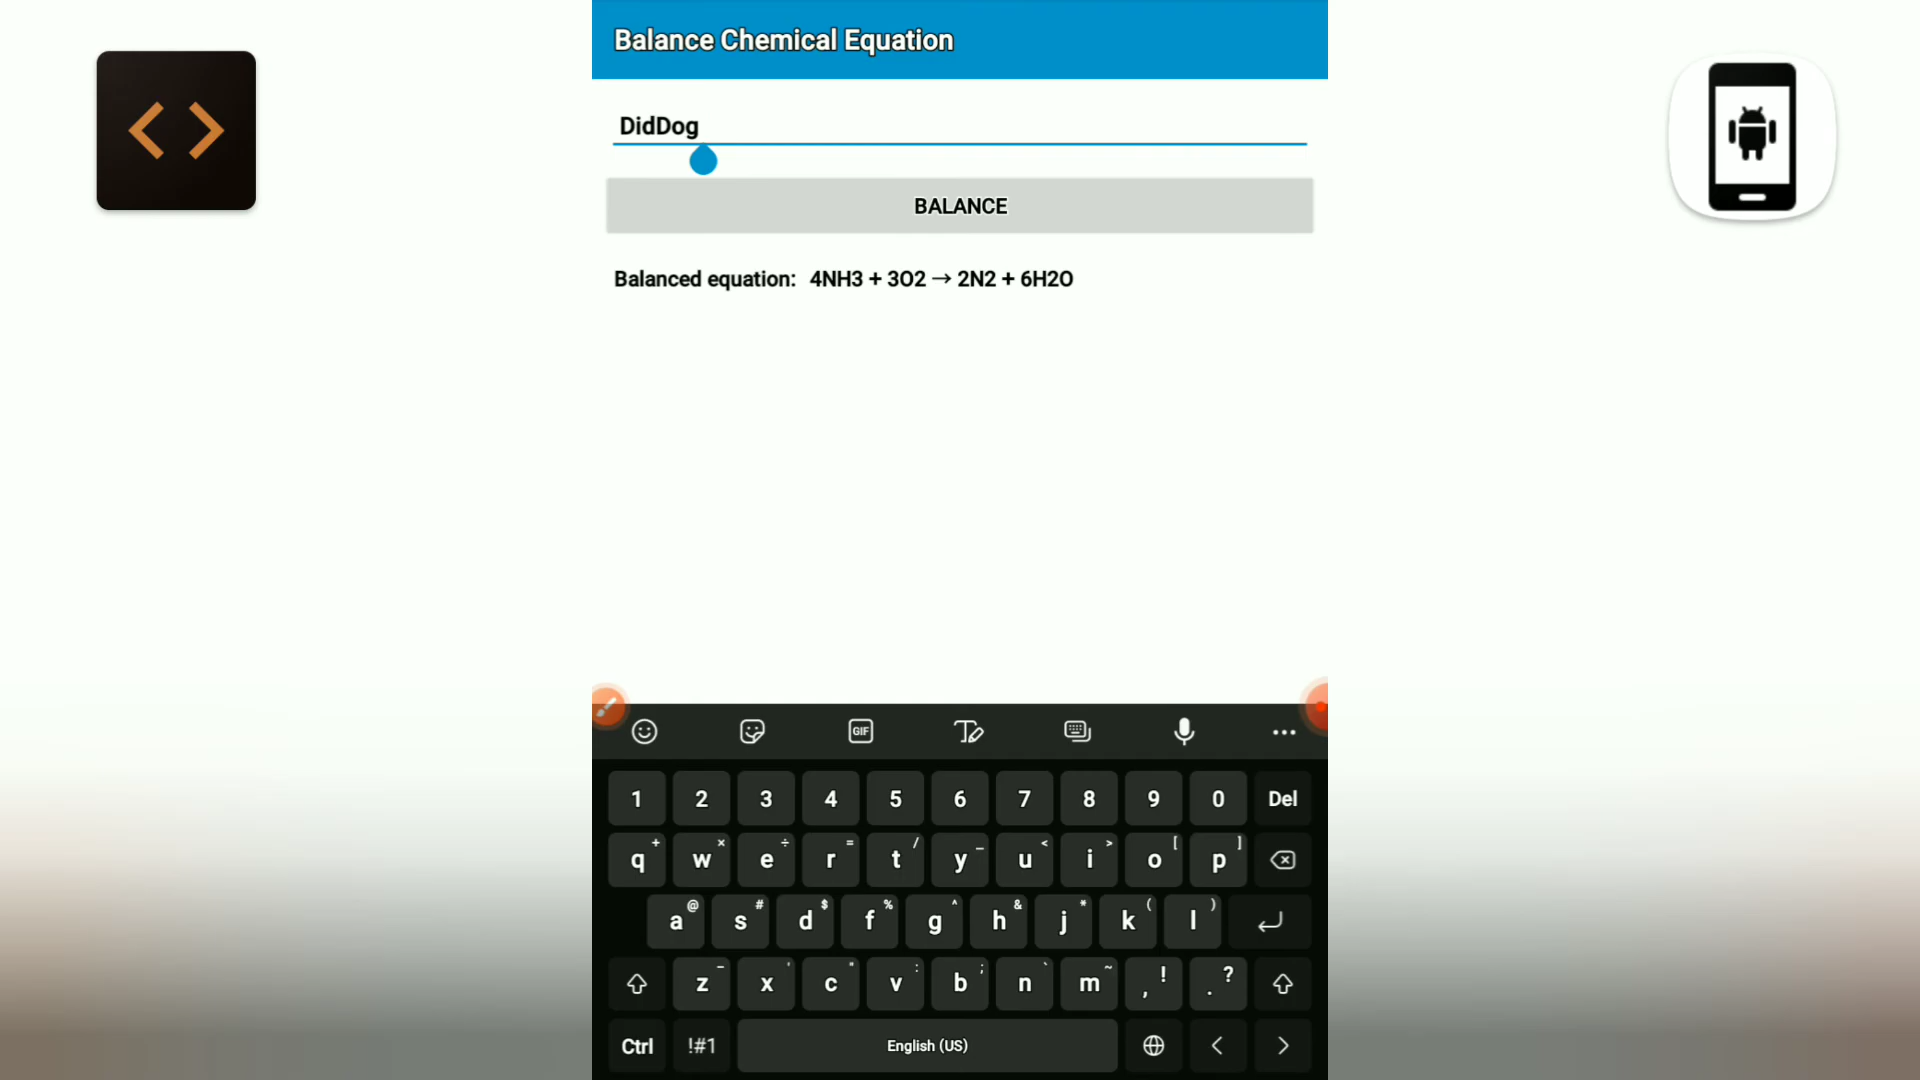 Balance Chemical Equation
DidDog
BALANCE
Balanced equation: 4NH3 + 3O2 → 2N2 + 6H2O
GIF
1 2 3 4 5 6 7 8 9 0 Del
q + w × e ÷ r = t / y _ u < i > o [ p ]
a @ s # d $ f % g ^ h & j * k ( l )
z - x ' c " v : b ; n ` m ~ , ! . ?
Ctrl !#1 English (US) < >